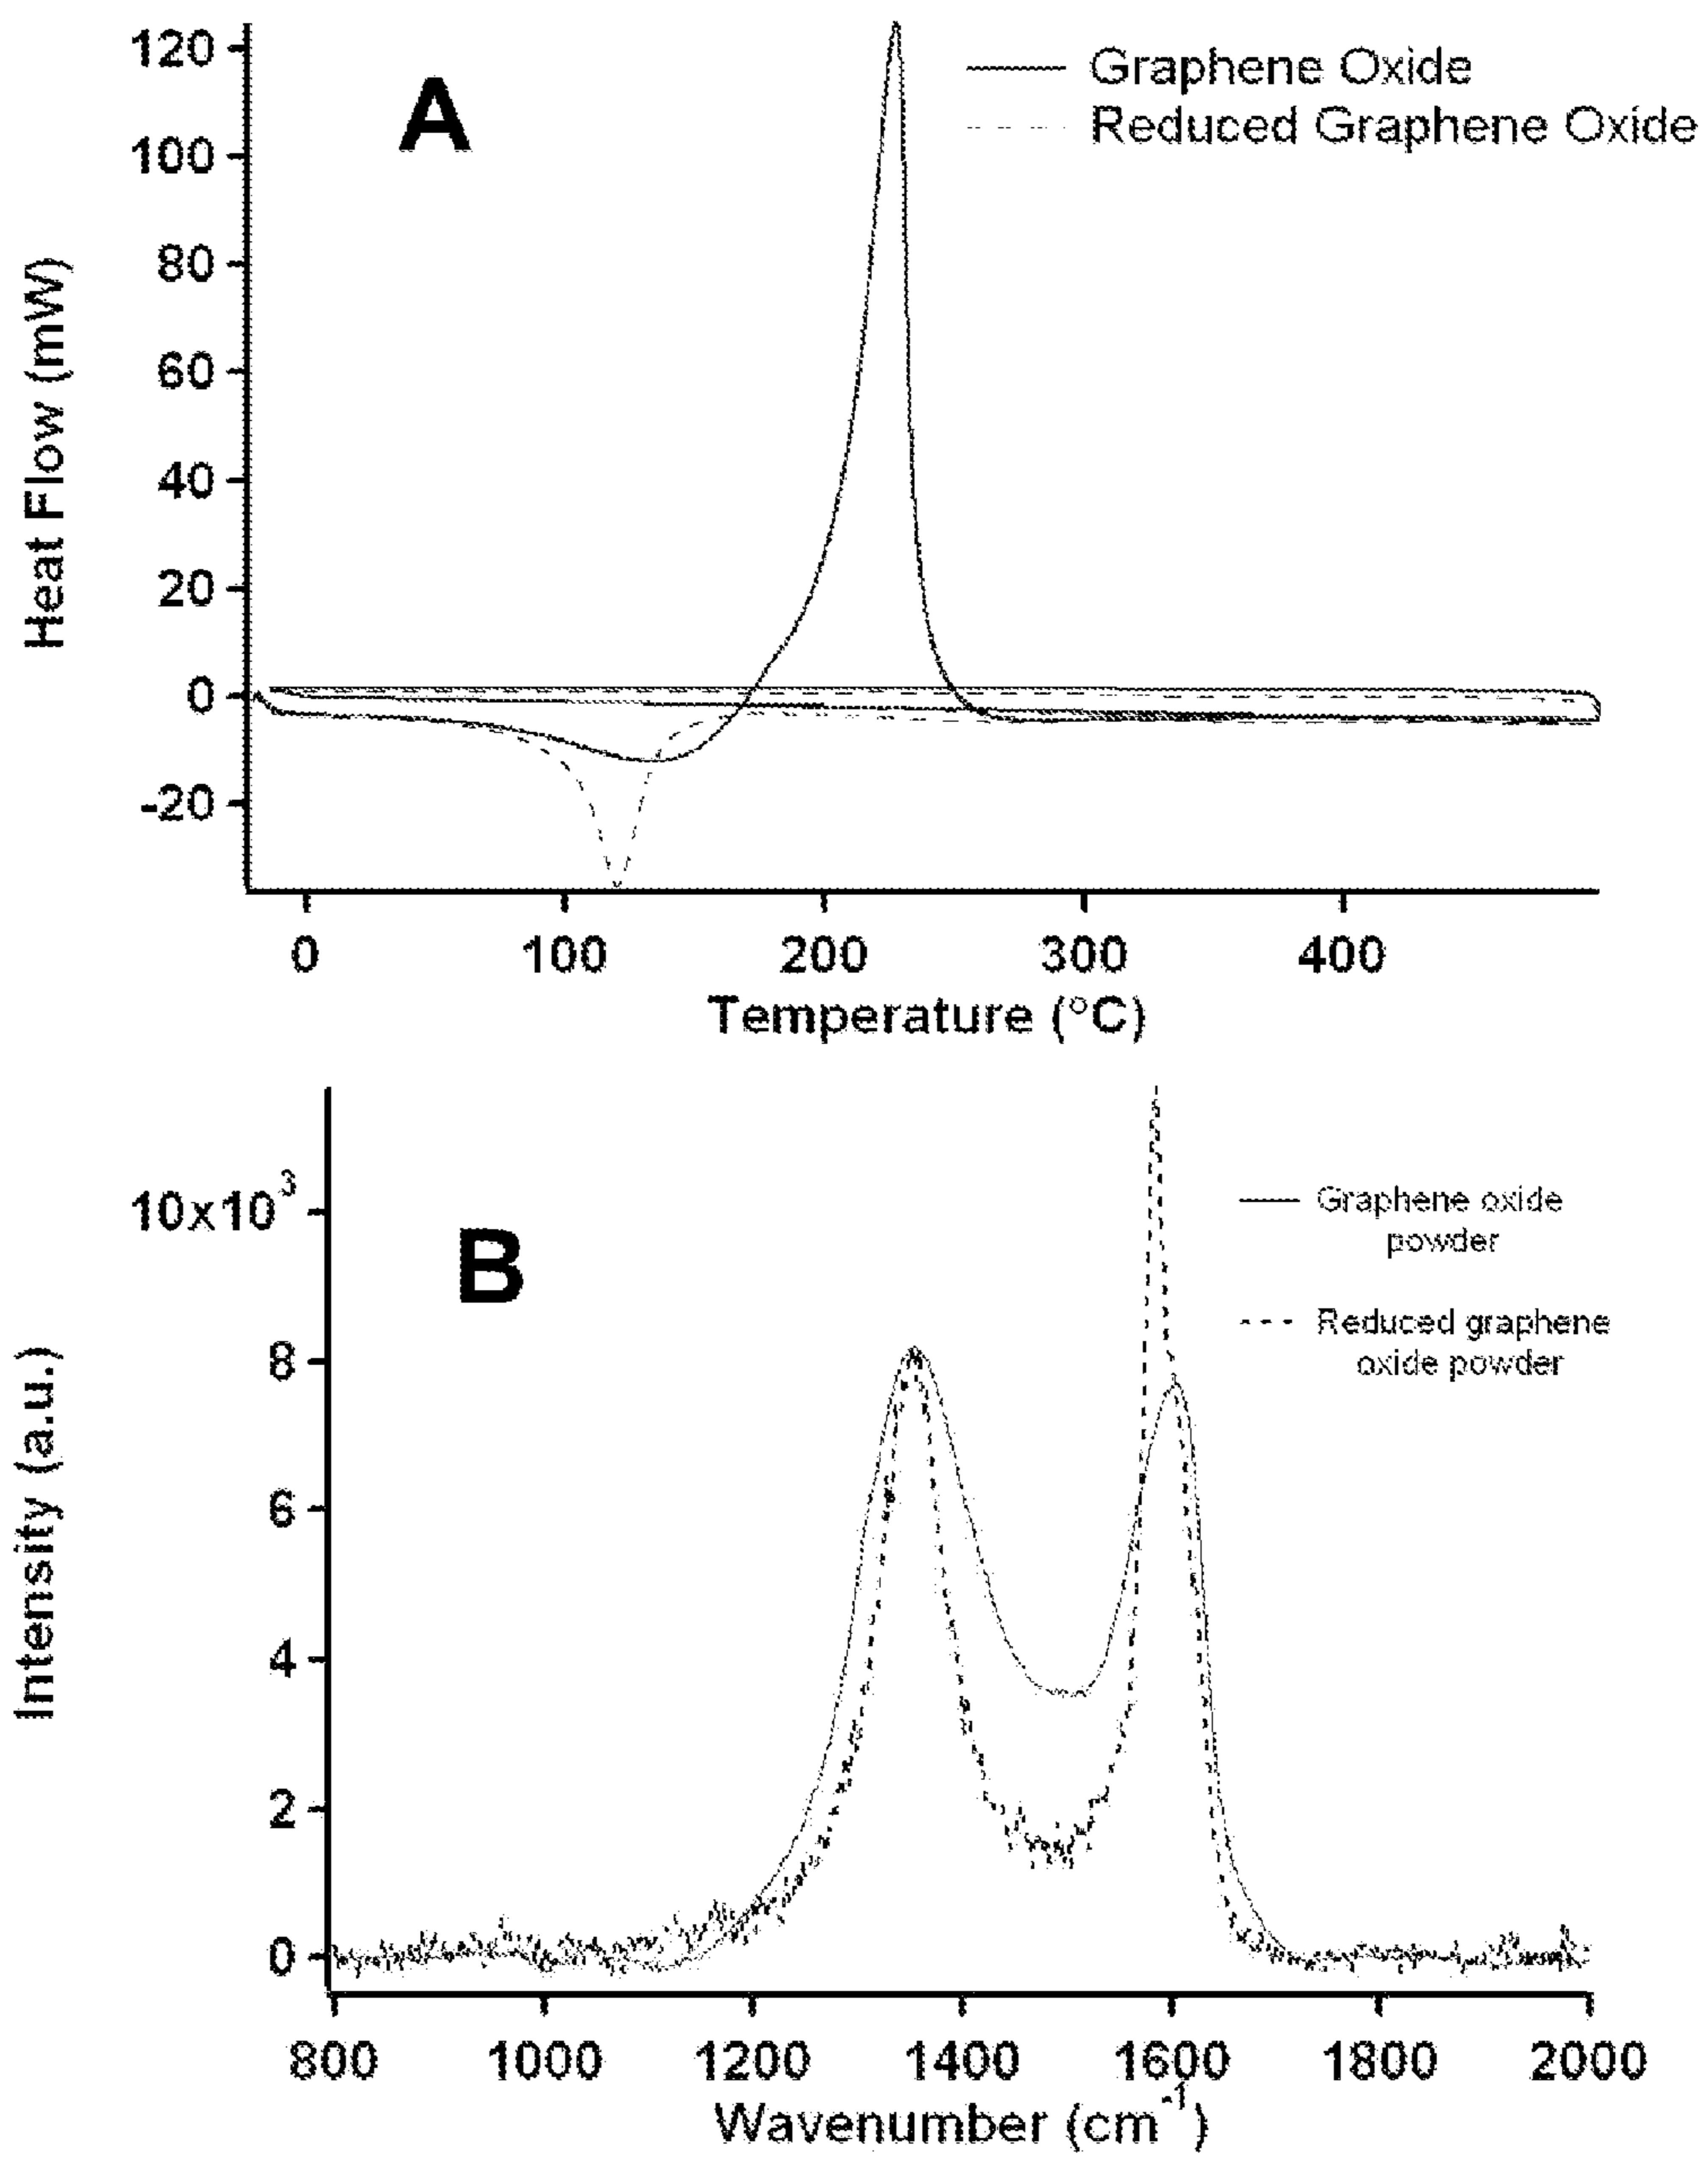 A
Graphene Oxide
Reduced Graphene Oxide
120
100
80
60
40
20
0
-20
Heat Flow (mW)
0 100 200 300 400
Temperature (°C)
B
Graphene oxide
powder
Reduced graphene
oxide powder
10x10³
8
6
4
2
0
Intensity (a.u.)
800 1000 1200 1400 1600 1800 2000
Wavenumber (cm⁻¹)